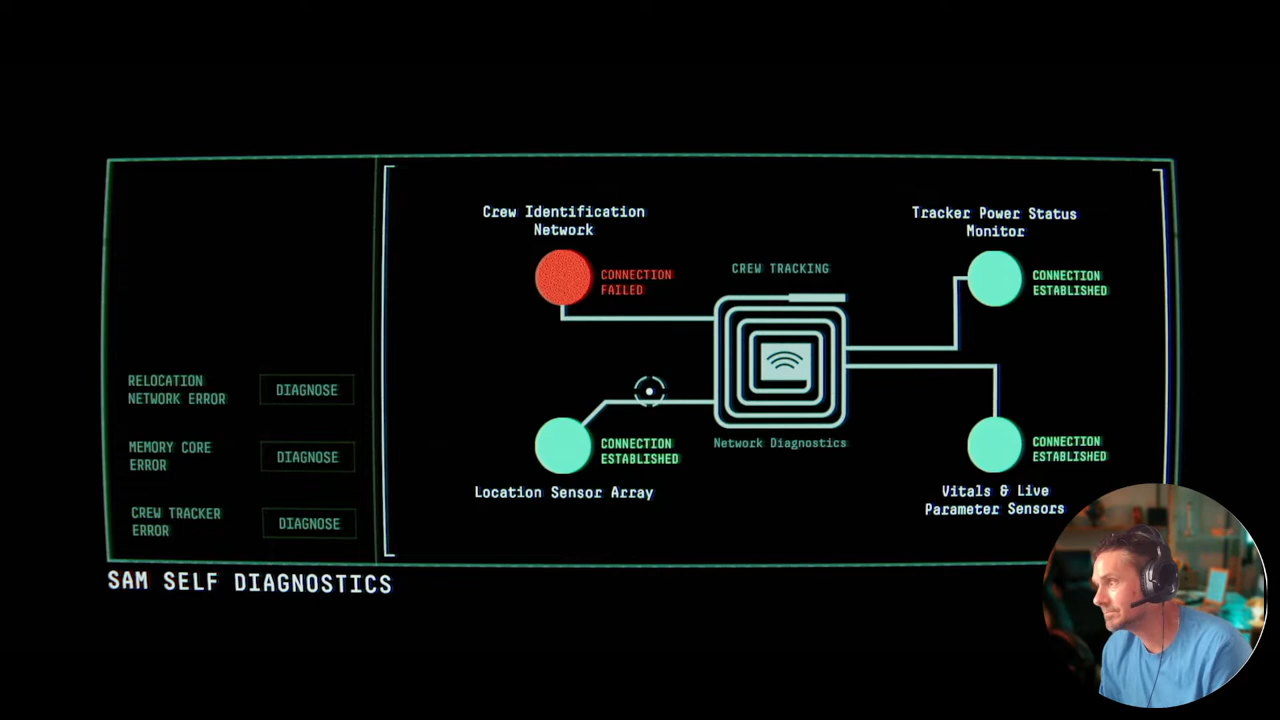 Crew Identification
Network
CONNECTION
FAILED
CREW TRACKING
Tracker Power Status
Monitor
CONNECTION
ESTABLISHED
RELOCATION
NETWORK ERROR
DIAGNOSE
MEMORY CORE
ERROR
DIAGNOSE
CREW TRACKER
ERROR
DIAGNOSE
CONNECTION
ESTABLISHED
Location Sensor Array
Network Diagnostics
CONNECTION
ESTABLISHED
Vitals & Live
Parameter Sensors
SAM SELF DIAGNOSTICS